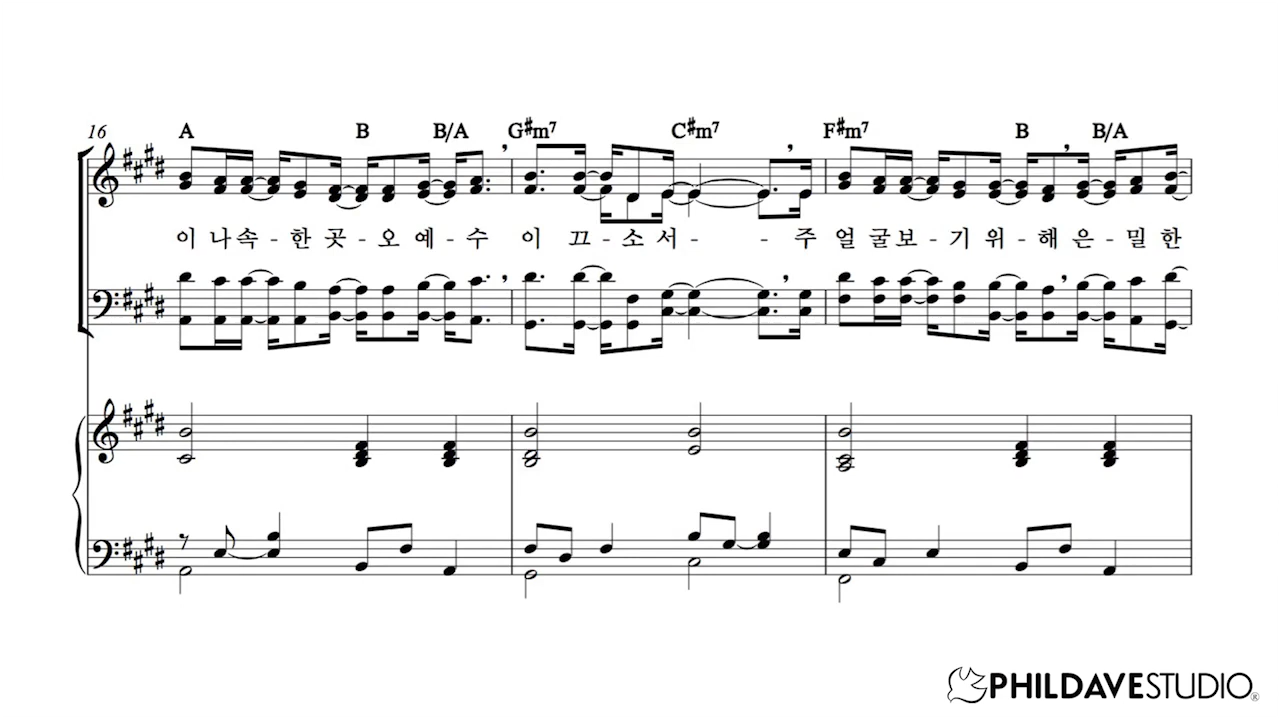 16 A B B/A G#m7 C#m7 F#m7 B B/A
이 나속-한 곳-오 예-수 이 끄-소 서--주 얼 굴보-기 위-해 은-밀 한
PHILDAVESTUDIO®